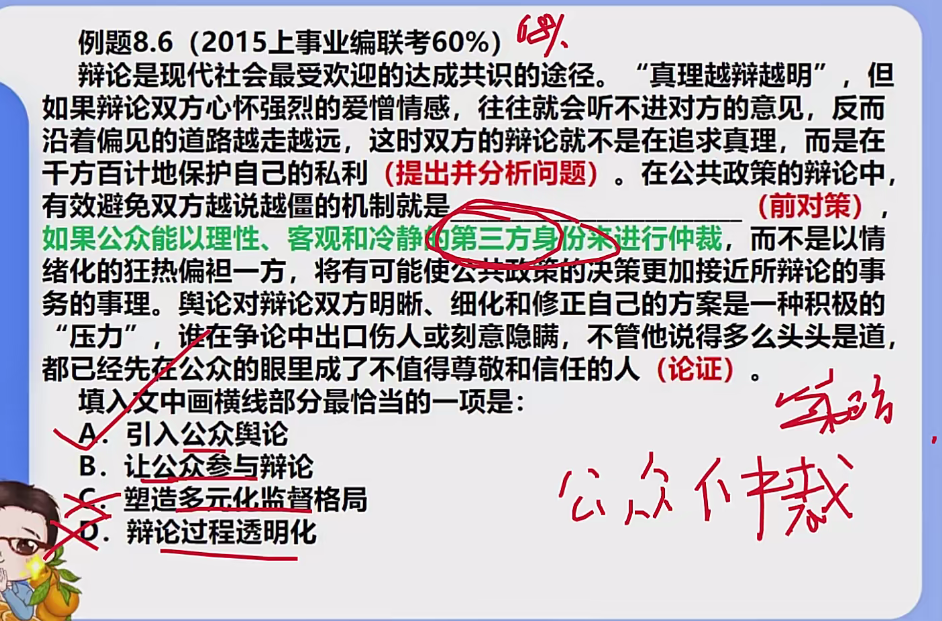 例题8.6（2015上事业编联考60%）
68%
辩论是现代社会最受欢迎的达成共识的途径。“真理越辩越明”，但
如果辩论双方心怀强烈的爱憎情感，往往就会听不进对方的意见，反而
沿着偏见的道路越走越远，这时双方的辩论就不是在追求真理，而是在
千方百计地保护自己的私利（提出并分析问题）。在公共政策的辩论中，
有效避免双方越说越僵的机制就是____________________（前对策），
如果公众能以理性、客观和冷静的第三方身份来进行仲裁，而不是以情
绪化的狂热偏袒一方，将有可能使公共政策的决策更加接近所辩论的事
务的事理。舆论对辩论双方明晰、细化和修正自己的方案是一种积极的
“压力”，谁在争论中出口伤人或刻意隐瞒，不管他说得多么头头是道，
都已经先在公众的眼里成了不值得尊敬和信任的人（论证）。
填入文中画横线部分最恰当的一项是：
A．引入公众舆论
B．让公众参与辩论
C．塑造多元化监督格局
D．辩论过程透明化
公众仲裁